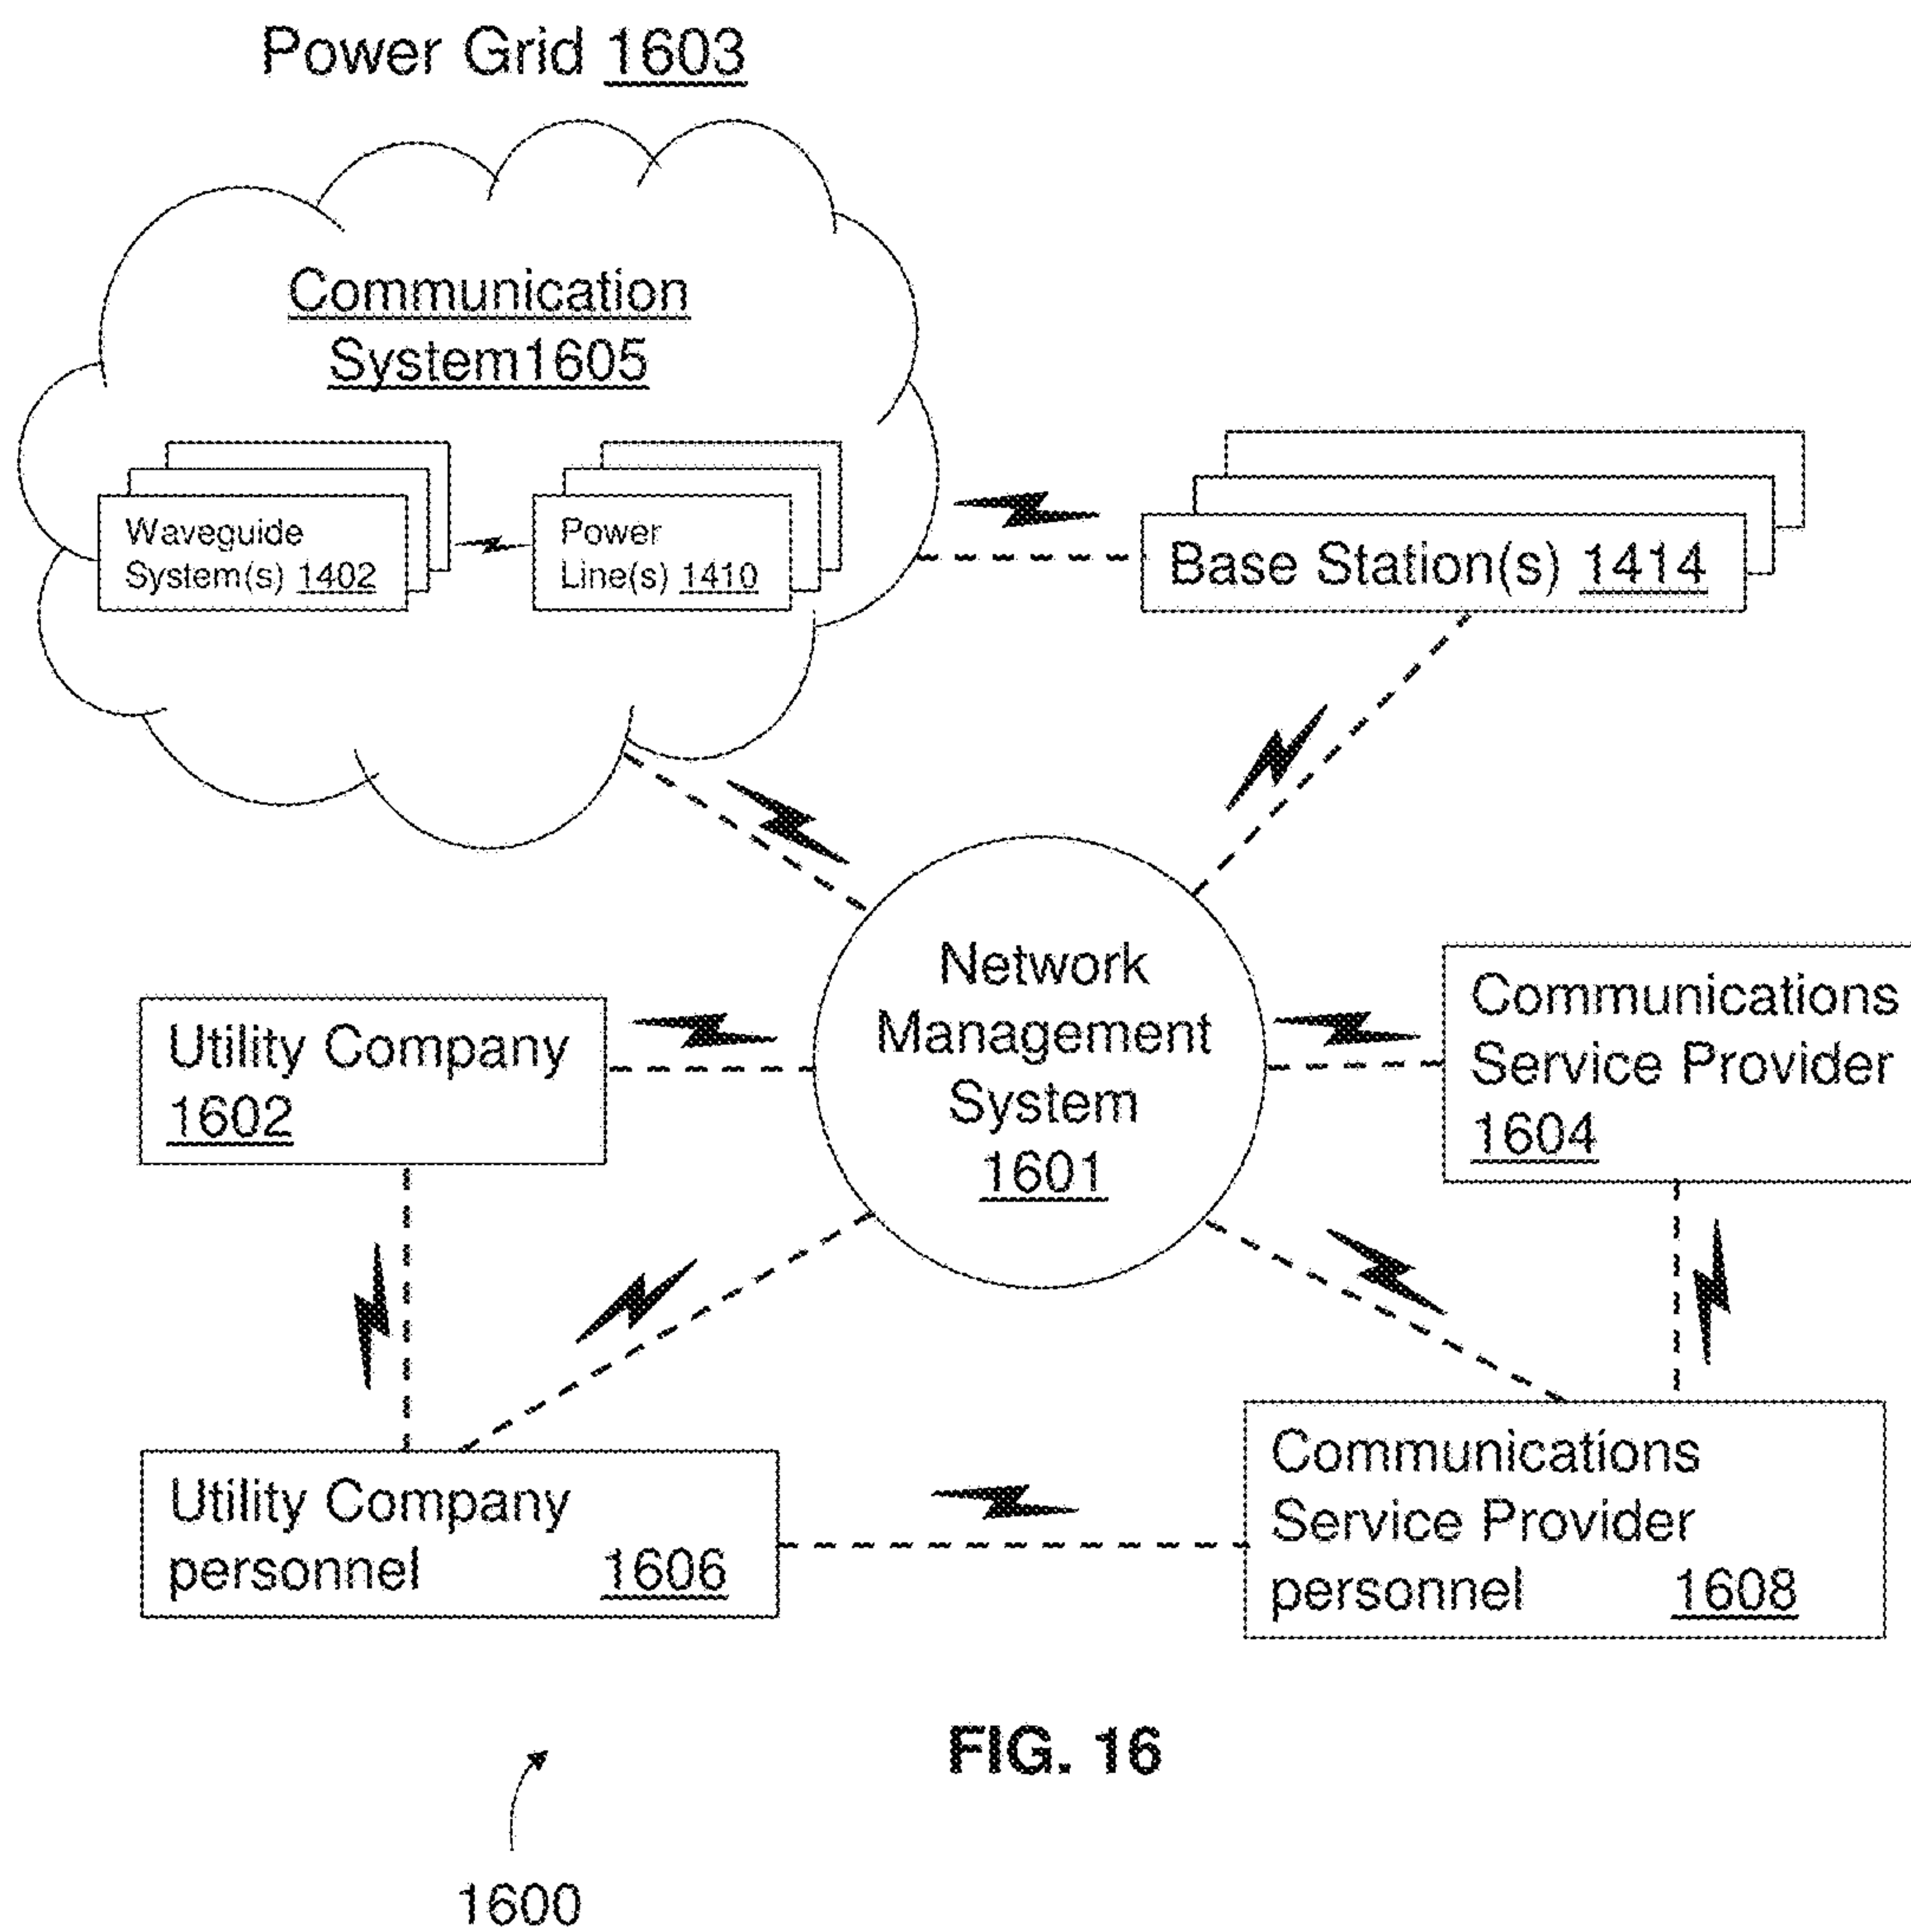 Power Grid 1603
Communication
System1605
Waveguide
System(s) 1402
Power
Line(s) 1410
Base Station(s) 1414
Network
Management
System
1601
Utility Company
1602
Communications
Service Provider
1604
Utility Company
personnel 1606
Communications
Service Provider
personnel 1608
FIG. 16
1600